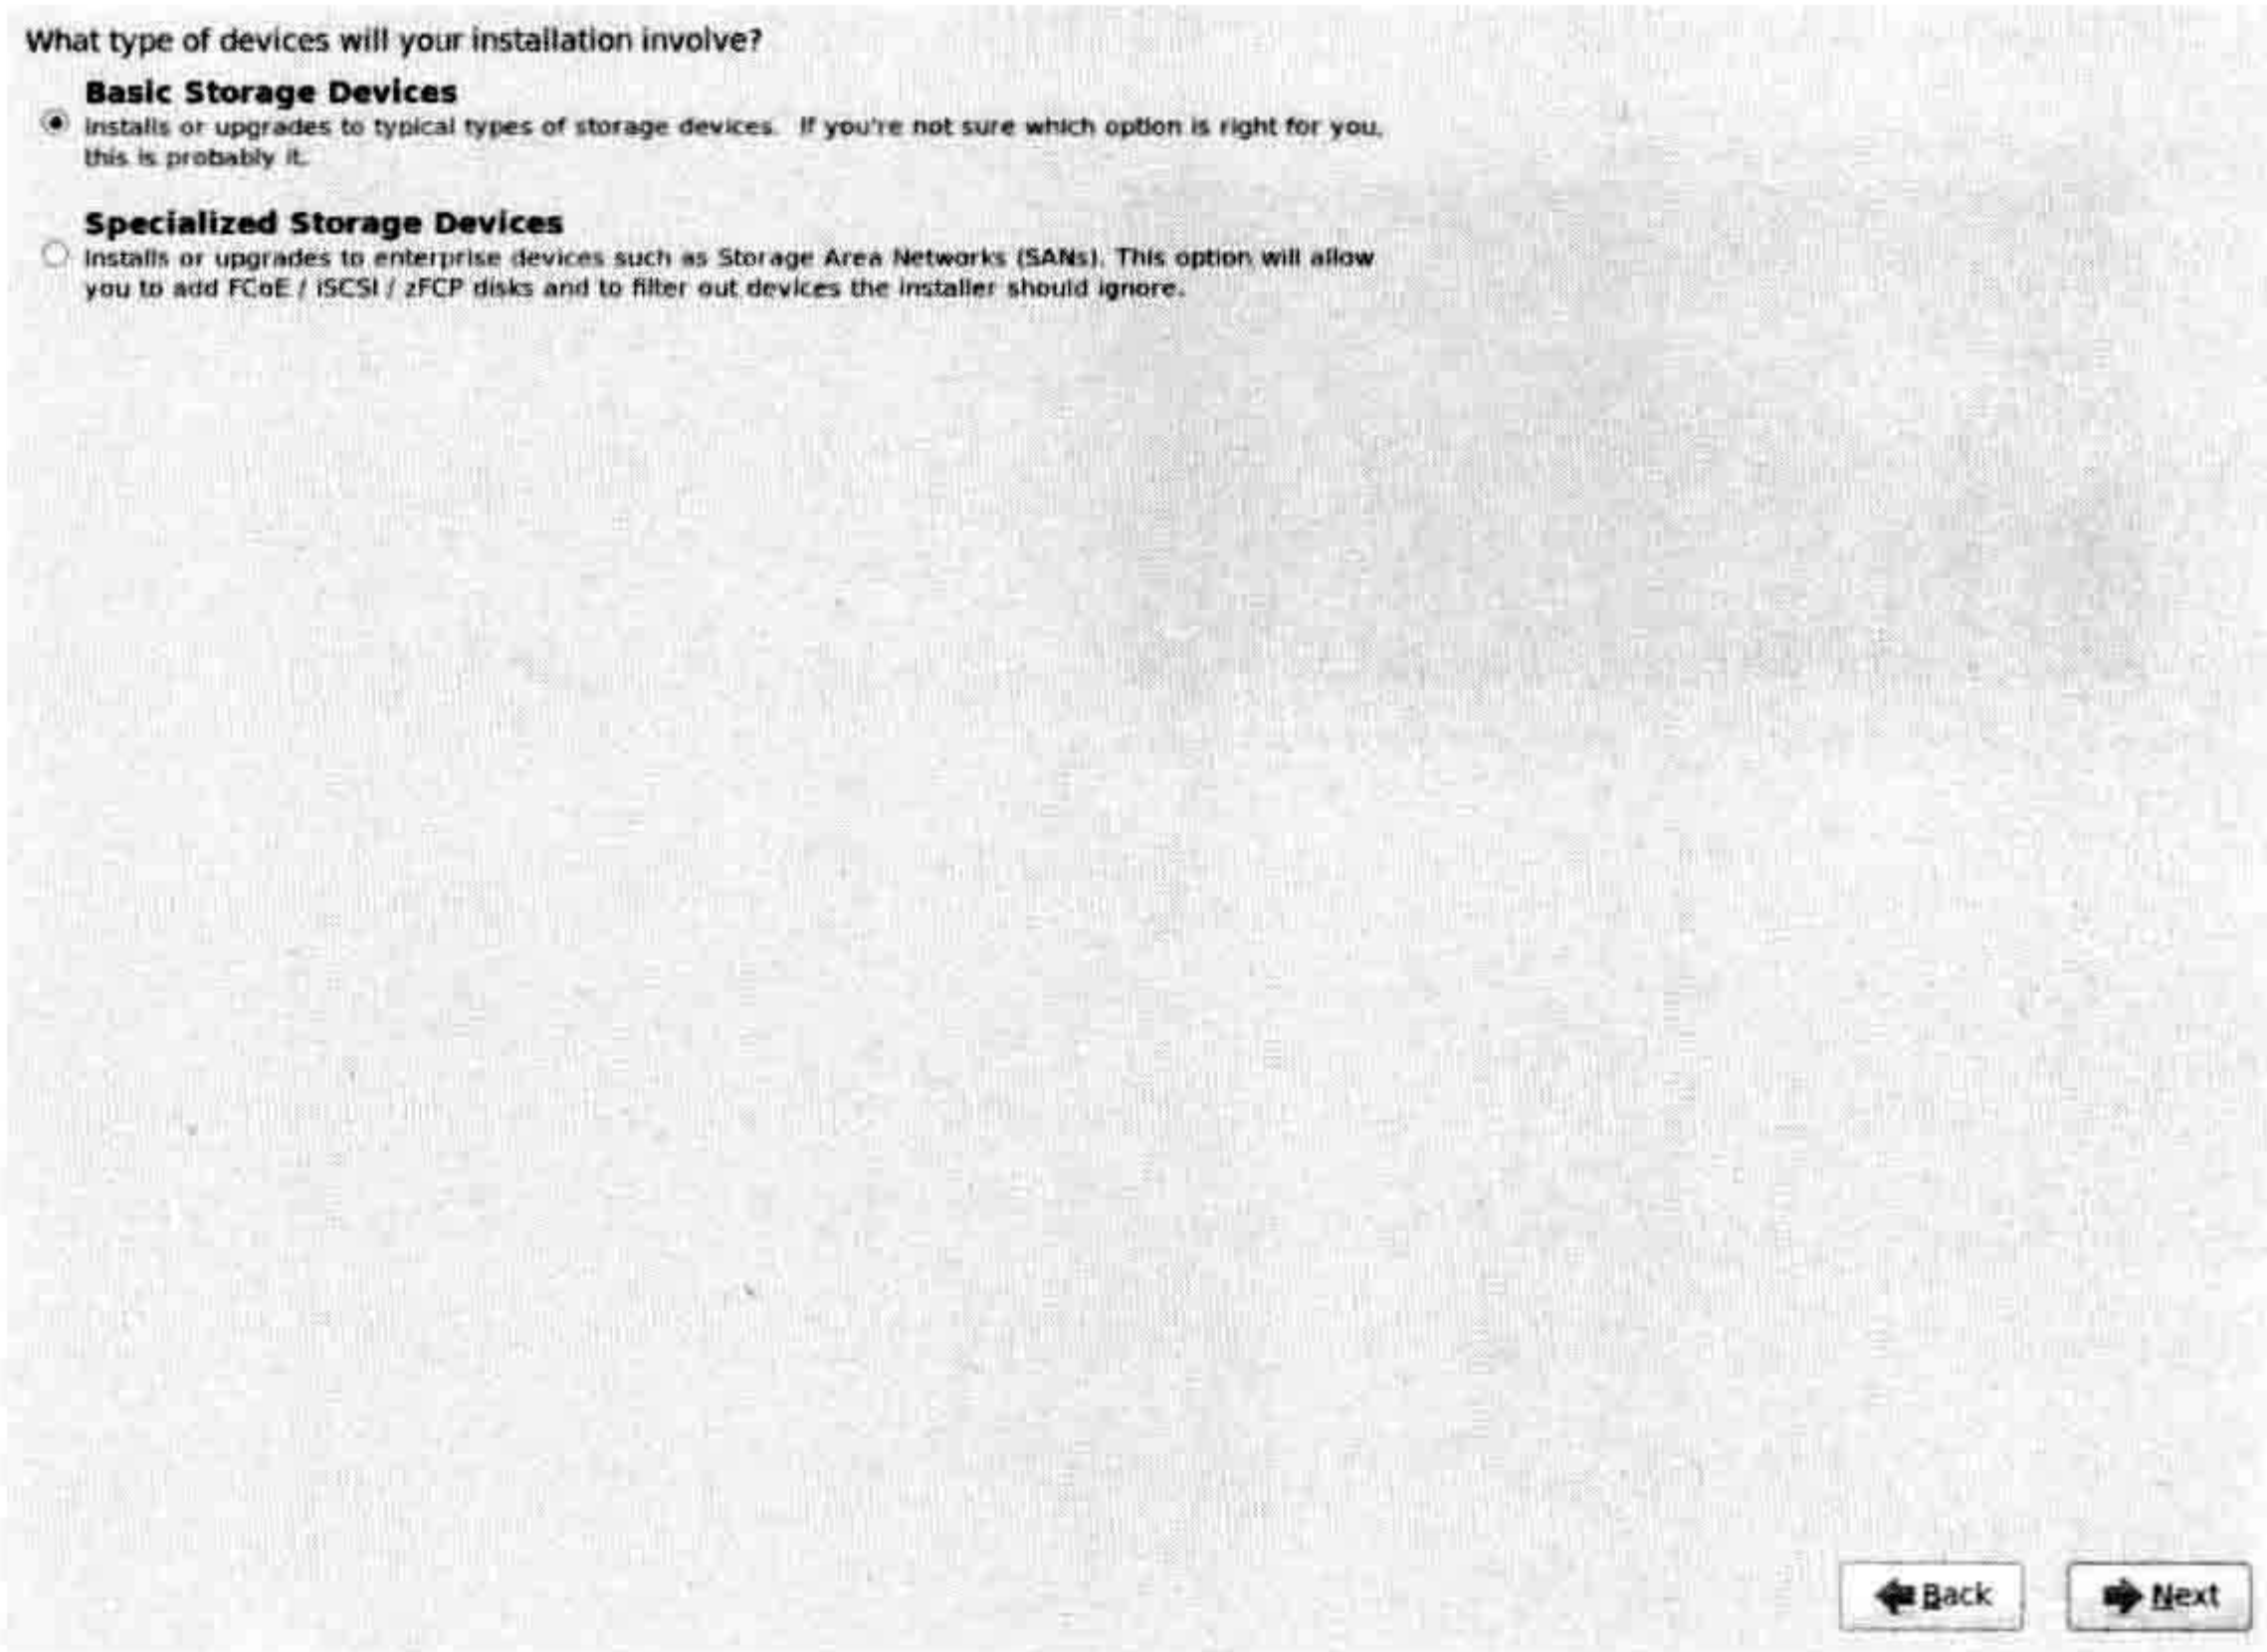 What type of devices will your installation involve?
Basic Storage Devices
Installs or upgrades to typical types of storage devices.  If you're not sure which option is right for you,
this is probably it.
Specialized Storage Devices
Installs or upgrades to enterprise devices such as Storage Area Networks (SANs). This option will allow
you to add FCoE / iSCSI / zFCP disks and to filter out devices the installer should ignore.
Back
Next